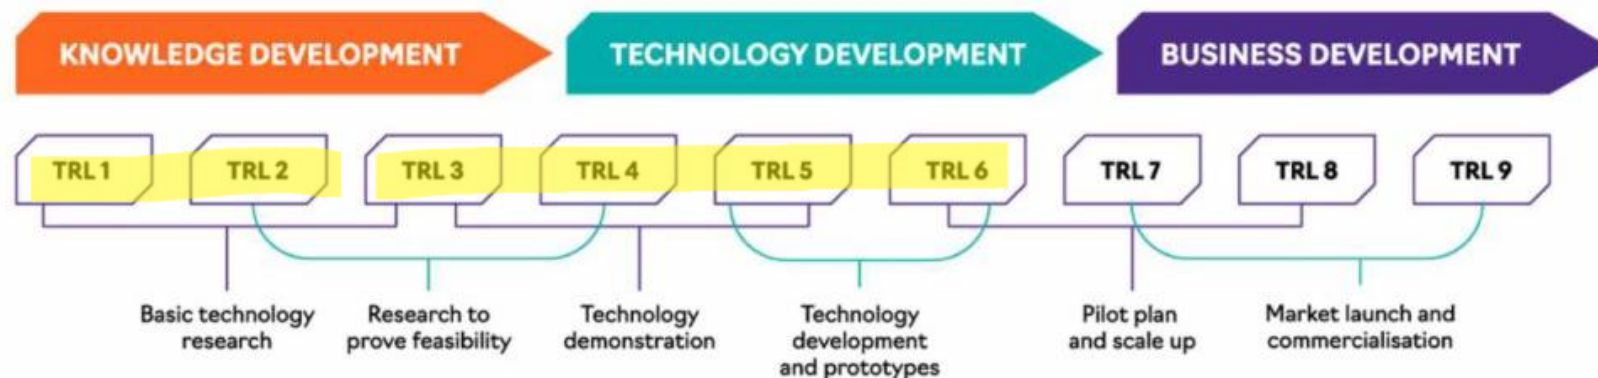 KNOWLEDGE DEVELOPMENT
TECHNOLOGY DEVELOPMENT
BUSINESS DEVELOPMENT
TRL 1
TRL 2
TRL 3
TRL 4
TRL 5
TRL 6
TRL 7
TRL 8
TRL 9
Basic technology
research
Research to
prove feasibility
Technology
demonstration
Technology
development
and prototypes
Pilot plan
and scale up
Market launch and
commercialisation